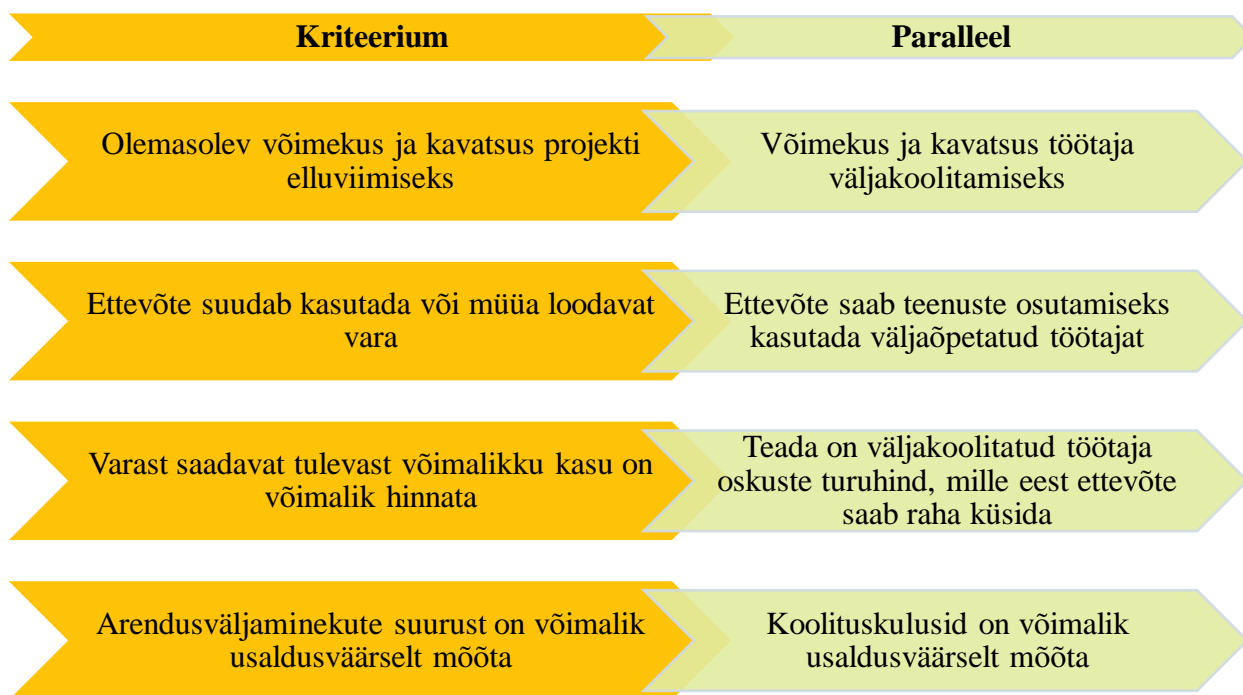 Kriteerium
Paralleel
Olemasolev võimekus ja kavatsus projekti
elluviimiseks
Võimekus ja kavatsus töötaja
väljakoolitamiseks
Ettevõte suudab kasutada või müüa loodavat
vara
Ettevõte saab teenuste osutamiseks
kasutada väljaõpetatud töötajat
Varast saadavat tulevast võimalikku kasu on
võimalik hinnata
Teada on väljakoolitatud töötaja
oskuste turuhind, mille eest ettevõte
saab raha küsida
Arendusväljaminekute suurust on võimalik
usaldusväärselt mõõta
Koolituskulusid on võimalik
usaldusväärselt mõõta